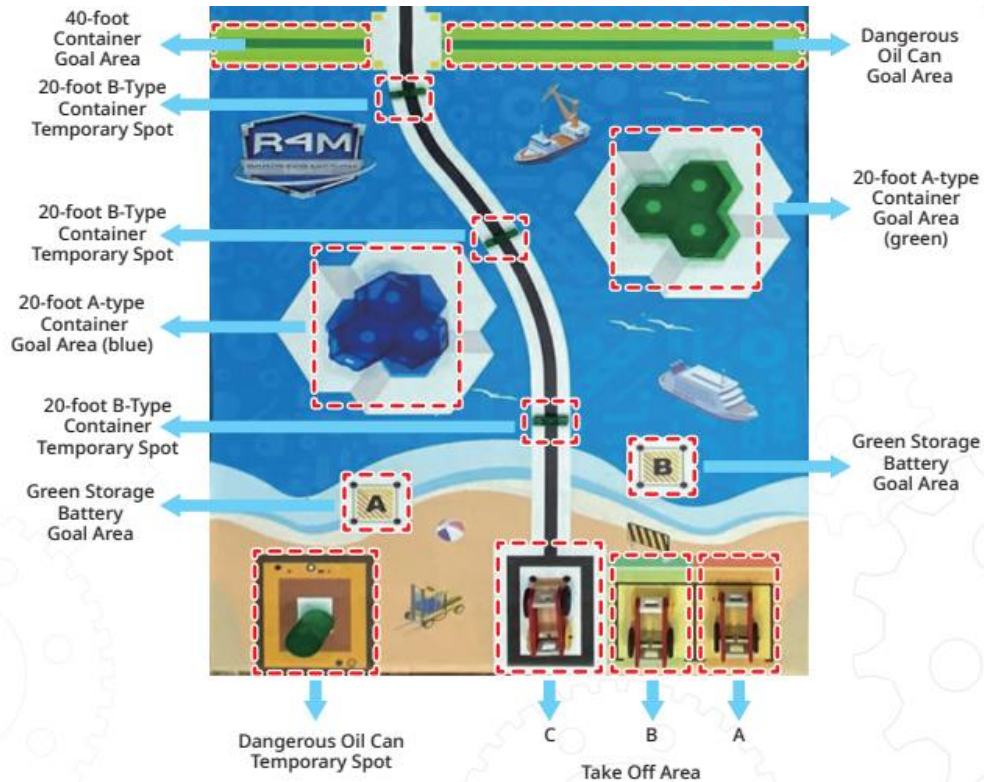 40-foot
Container
Goal Area
Dangerous
Oil Can
Goal Area
20-foot B-Type
Container
Temporary Spot
R4M
20-foot A-type
Container
Goal Area
(green)
20-foot B-Type
Container
Temporary Spot
20-foot A-type
Container
Goal Area (blue)
20-foot B-Type
Container
Temporary Spot
B
Green Storage
Battery
Goal Area
A
Green Storage
Battery
Goal Area
C
B
A
Dangerous Oil Can
Temporary Spot
Take Off Area